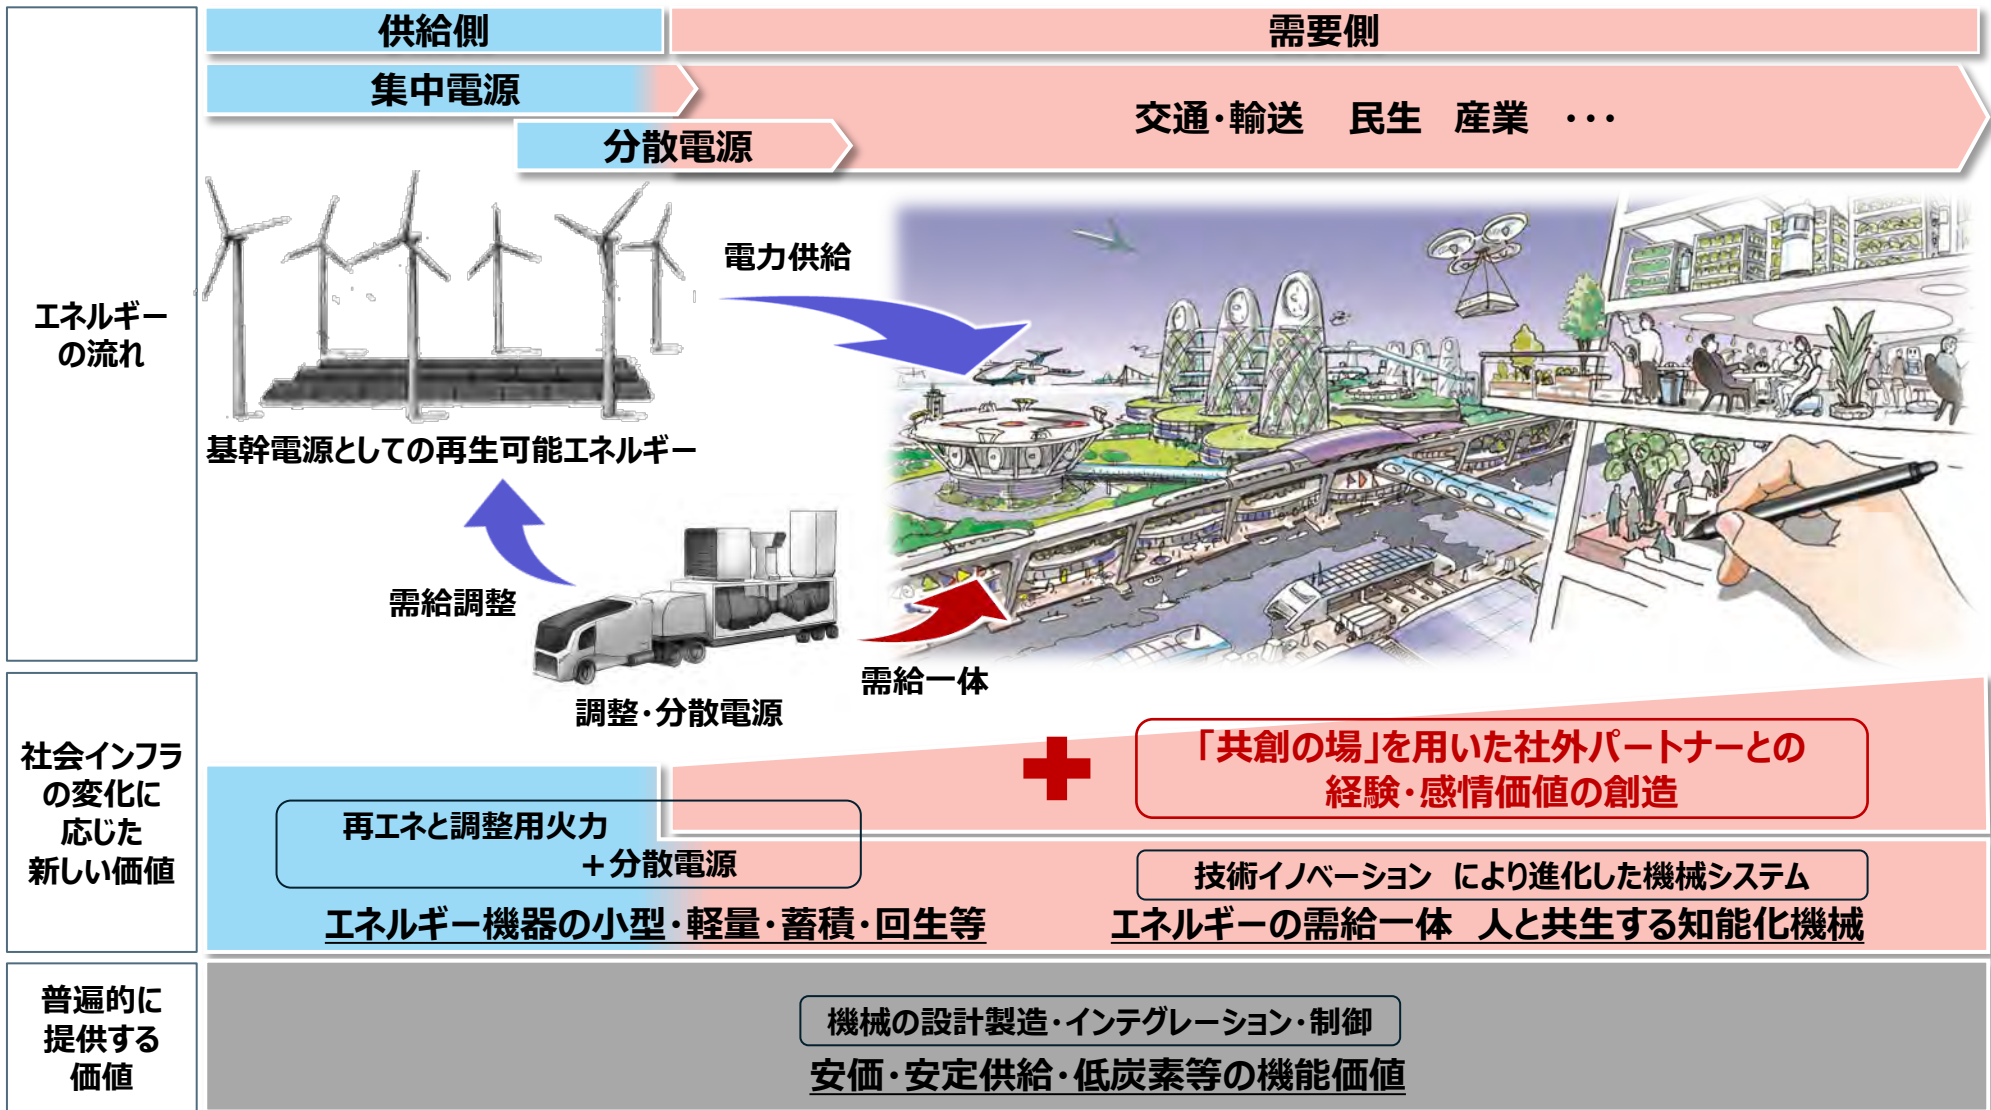 供給側
需要側
集中電源
分散電源
交通・輸送 民生 産業 ・・・
エネルギー
の流れ
電力供給
基幹電源としての再生可能エネルギー
需給調整
調整・分散電源
需給一体
社会インフラ
の変化に
応じた
新しい価値
「共創の場」を用いた社外パートナーとの
経験・感情価値の創造
再エネと調整用火力
＋分散電源
技術イノベーション により進化した機械システム
エネルギー機器の小型・軽量・蓄積・回生等
エネルギーの需給一体 人と共生する知能化機械
普遍的に
提供する
価値
機械の設計製造・インテグレーション・制御
安価・安定供給・低炭素等の機能価値